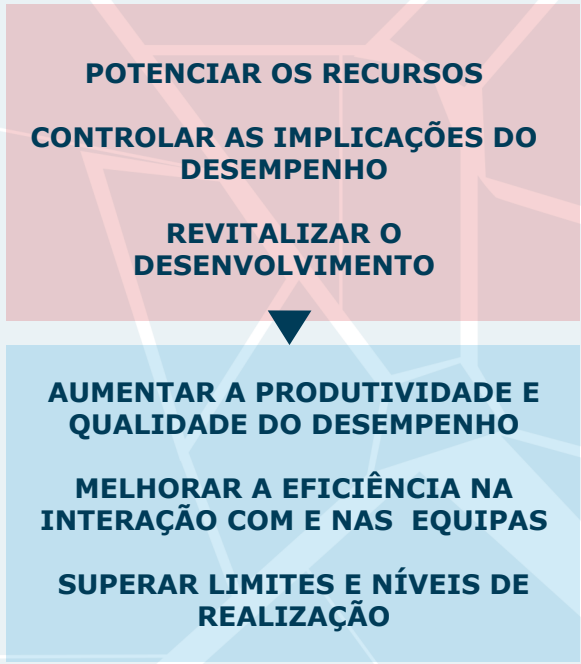 POTENCIAR OS RECURSOS
CONTROLAR AS IMPLICAÇÕES DO
DESEMPENHO
REVITALIZAR O
DESENVOLVIMENTO
AUMENTAR A PRODUTIVIDADE E
QUALIDADE DO DESEMPENHO
MELHORAR A EFICIÊNCIA NA
INTERAÇÃO COM E NAS EQUIPAS
SUPERAR LIMITES E NÍVEIS DE
REALIZAÇÃO